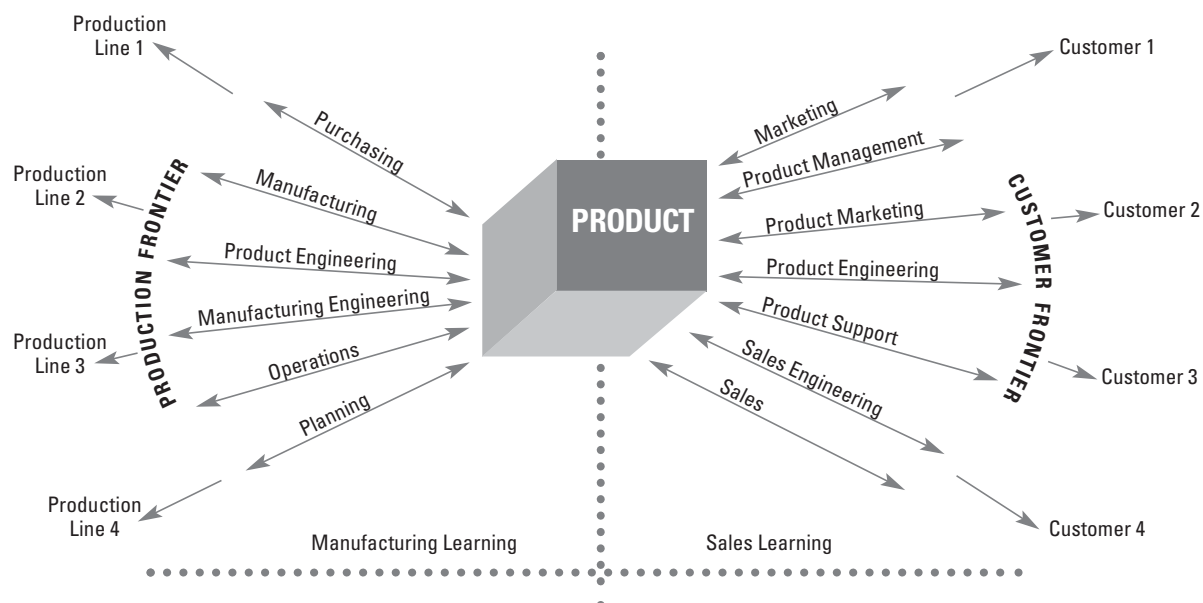 Production
Line 1
Purchasing
Production
Line 2
Manufacturing
PRODUCTION FRONTIER
Product Engineering
Manufacturing Engineering
Production
Line 3
Operations
Planning
Production
Line 4
PRODUCT
Customer 1
Marketing
Product Management
Product Marketing
Customer 2
CUSTOMER FRONTIER
Product Engineering
Product Support
Customer 3
Sales Engineering
Sales
Customer 4
Manufacturing Learning
Sales Learning